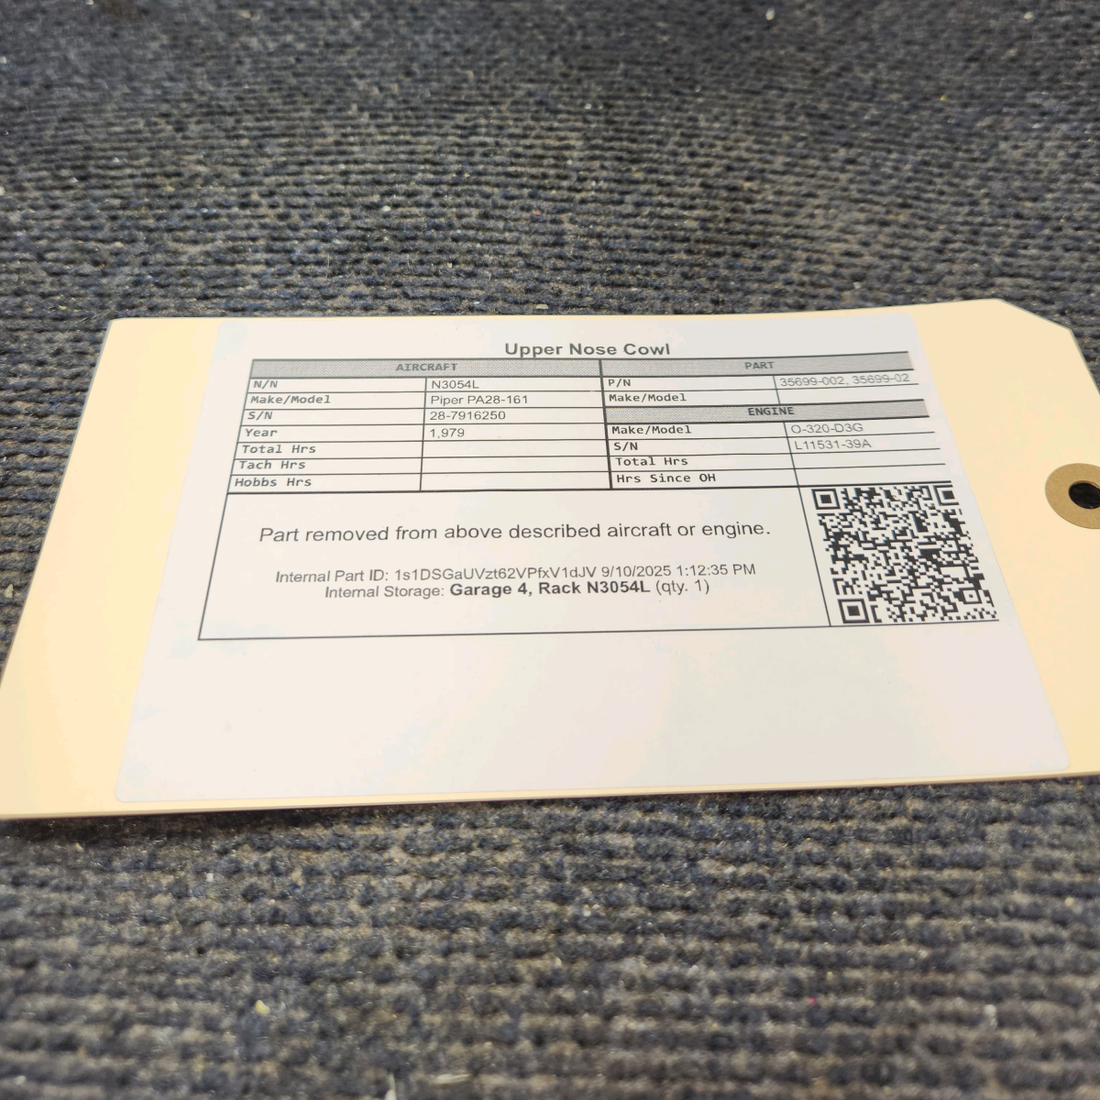 Upper Nose Cowl
AIRCRAFT PART
N/N N3054L P/N 35699-002, 35699-02
Make/Model Piper PA28-161 Make/Model
S/N 28-7916250 ENGINE
Year 1,979 Make/Model O-320-D3G
Total Hrs S/N L11531-39A
Tach Hrs Total Hrs
Hobbs Hrs Hrs Since OH
Part removed from above described aircraft or engine.
Internal Part ID: 1s1DSGaUVzt62VPfxV1dJV 9/10/2025 1:12:35 PM
Internal Storage: Garage 4, Rack N3054L (qty. 1)